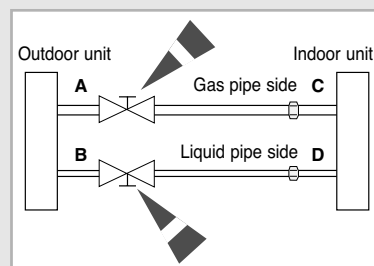 Outdoor unit
Indoor unit
A
Gas pipe side
C
B
Liquid pipe side
D